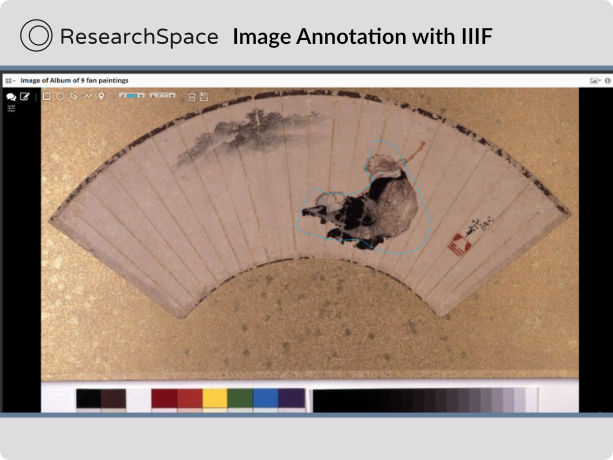 ResearchSpace Image Annotation with IIIF
Image of Album of 9 fan paintings